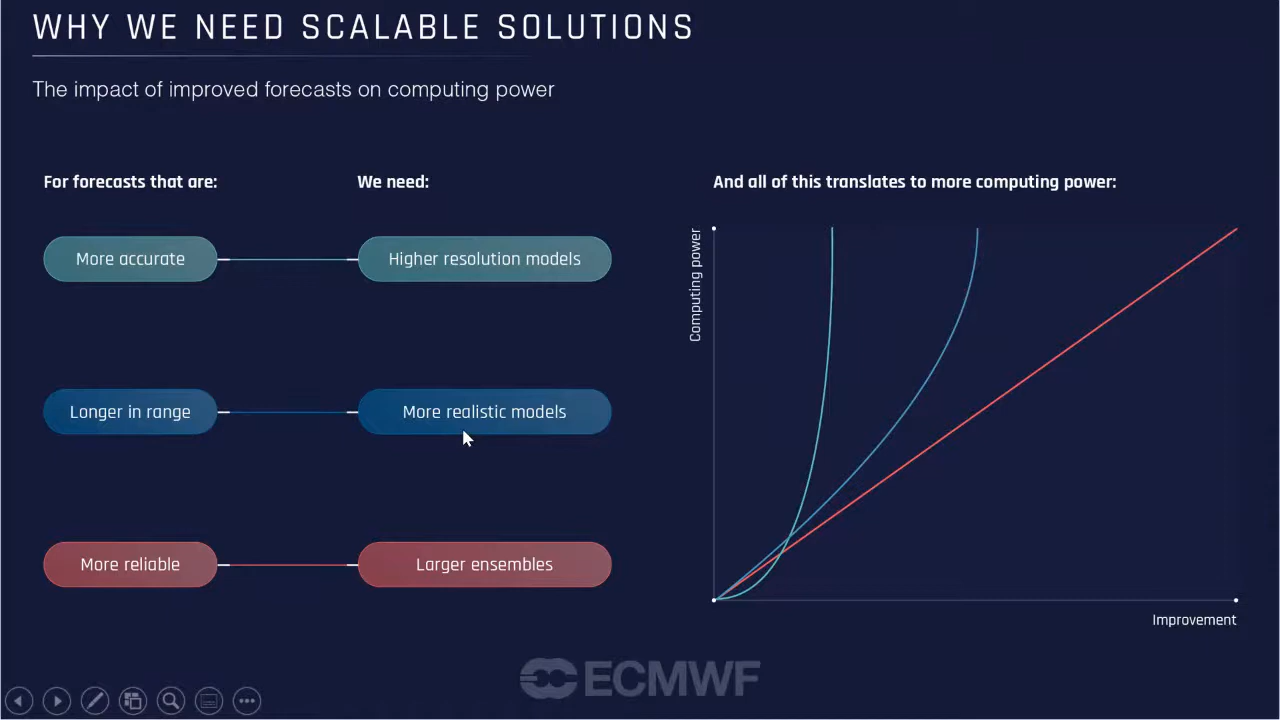 WHY WE NEED SCALABLE SOLUTIONS
The impact of improved forecasts on computing power
For forecasts that are:
We need:
More accurate
Higher resolution models
Longer in range
More realistic models
More reliable
Larger ensembles
And all of this translates to more computing power:
Computing power
Improvement
ECMWF